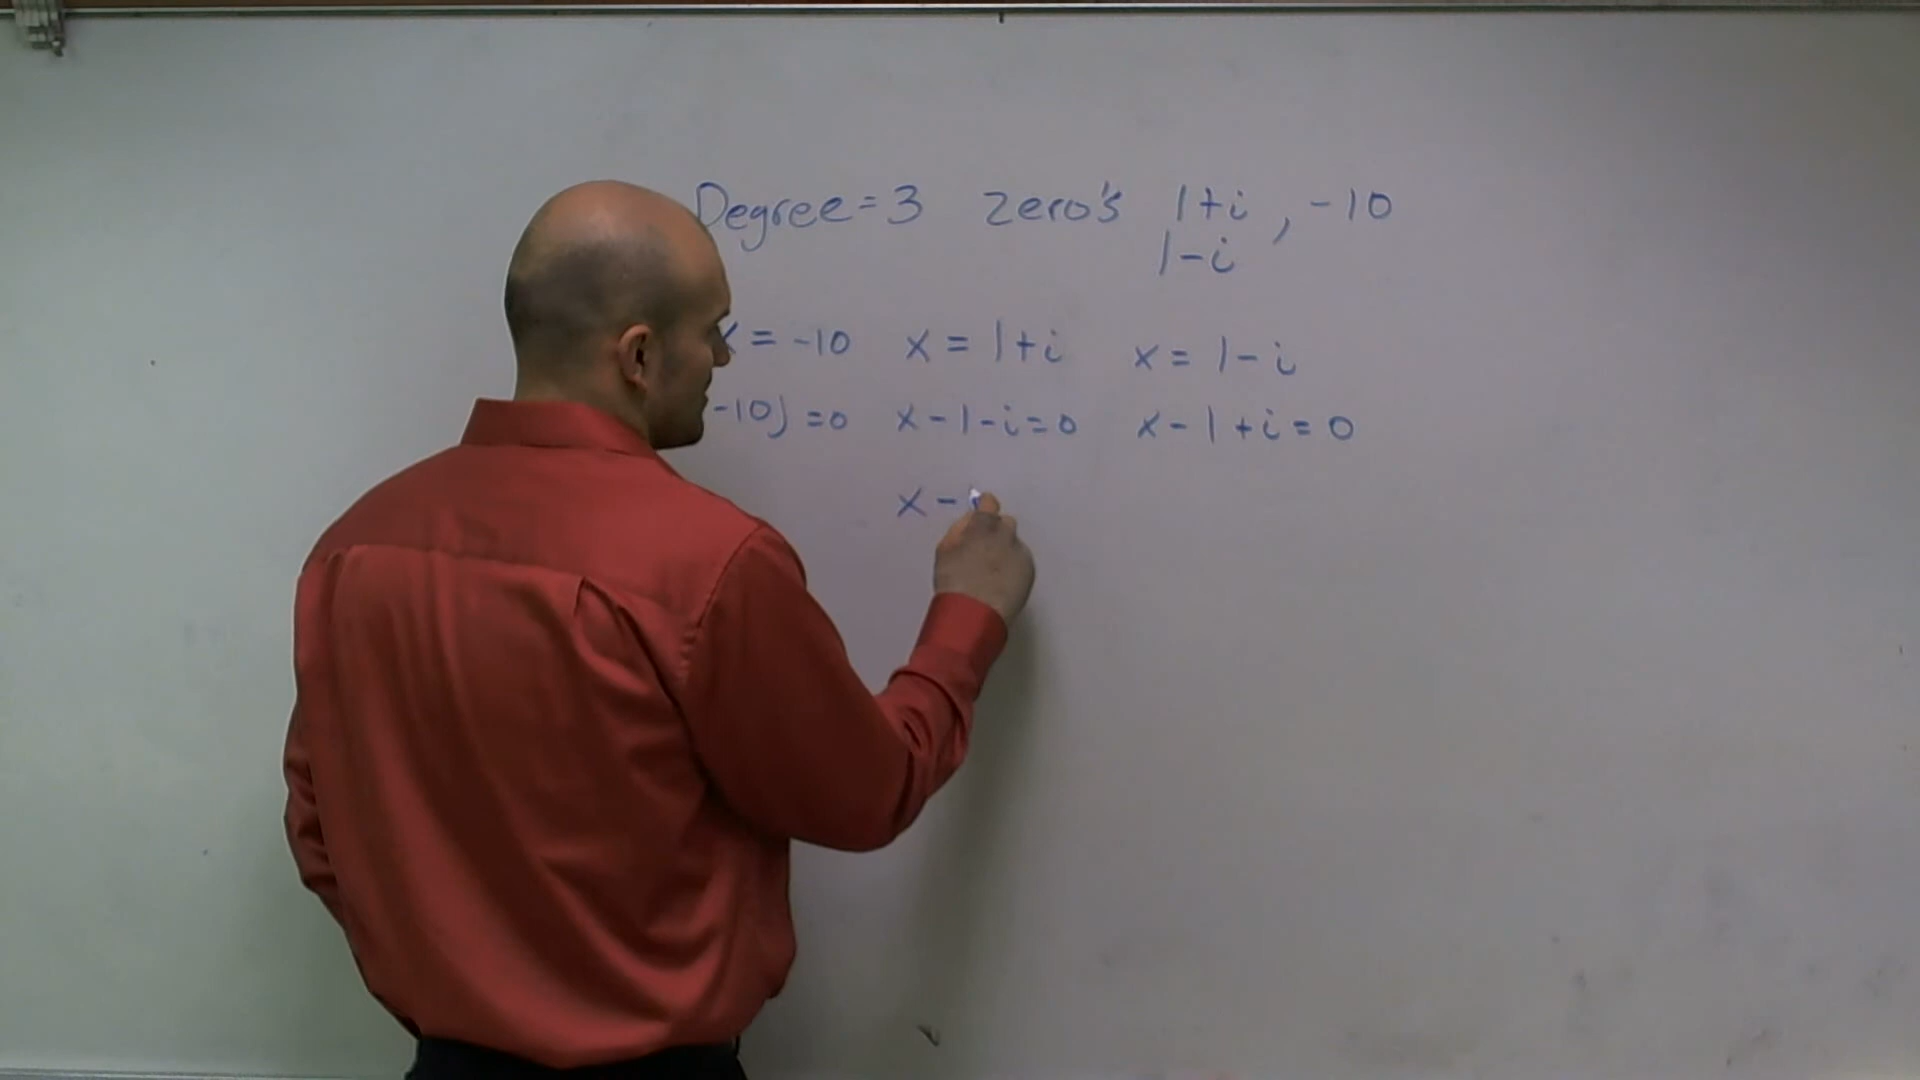 Degree=3 zero's 1+i , -10
1-i
x = -10 x = 1+i x = 1-i
-10) =0 x-1-i=0 x-1+i=0
x -